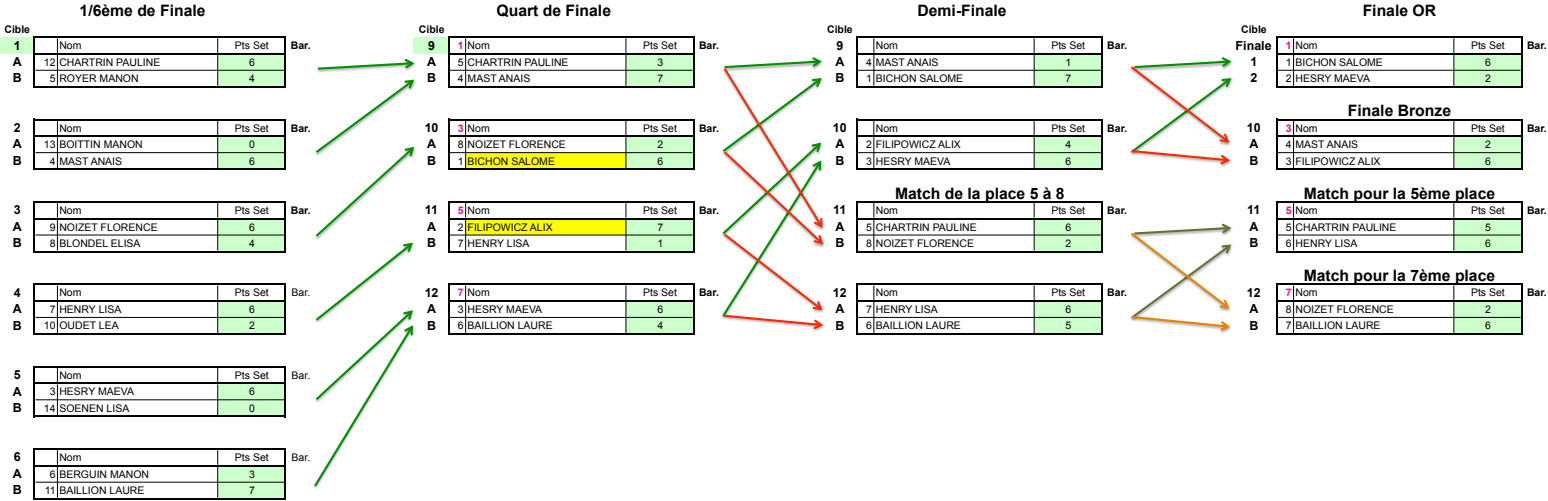 1/6ème de Finale
Cible
1 Nom Pts Set Bar.
A 12 CHARTRIN PAULINE 6
B 5 ROYER MANON 4
2 Nom Pts Set Bar.
A 13 BOITTIN MANON 0
B 4 MAST ANAIS 6
3 Nom Pts Set Bar.
A 9 NOIZET FLORENCE 6
B 8 BLONDEL ELISA 4
4 Nom Pts Set Bar.
A 7 HENRY LISA 6
B 10 OUDET LEA 2
5 Nom Pts Set Bar.
A 3 HESRY MAEVA 6
B 14 SOENEN LISA 0
6 Nom Pts Set Bar.
A 6 BERGUIN MANON 3
B 11 BAILLION LAURE 7
Quart de Finale
Cible
9 1 Nom Pts Set Bar.
A 5 CHARTRIN PAULINE 3
B 4 MAST ANAIS 7
10 3 Nom Pts Set Bar.
A 8 NOIZET FLORENCE 2
B 1 BICHON SALOME 6
11 5 Nom Pts Set Bar.
A 2 FILIPOWICZ ALIX 7
B 7 HENRY LISA 1
12 7 Nom Pts Set Bar.
A 3 HESRY MAEVA 6
B 6 BAILLION LAURE 4
Demi-Finale
Cible
9 Nom Pts Set Bar.
A 4 MAST ANAIS 1
B 1 BICHON SALOME 7
10 Nom Pts Set Bar.
A 2 FILIPOWICZ ALIX 4
B 3 HESRY MAEVA 6
Match de la place 5 à 8
11 Nom Pts Set Bar.
A 5 CHARTRIN PAULINE 6
B 8 NOIZET FLORENCE 2
12 Nom Pts Set Bar.
A 7 HENRY LISA 6
B 6 BAILLION LAURE 5
Finale OR
Cible
Finale 1 Nom Pts Set Bar.
1 1 BICHON SALOME 6
2 2 HESRY MAEVA 2
Finale Bronze
10 3 Nom Pts Set Bar.
A 4 MAST ANAIS 2
B 3 FILIPOWICZ ALIX 6
Match pour la 5ème place
11 5 Nom Pts Set Bar.
A 5 CHARTRIN PAULINE 5
B 6 HENRY LISA 6
Match pour la 7ème place
12 7 Nom Pts Set Bar.
A 8 NOIZET FLORENCE 2
B 7 BAILLION LAURE 6